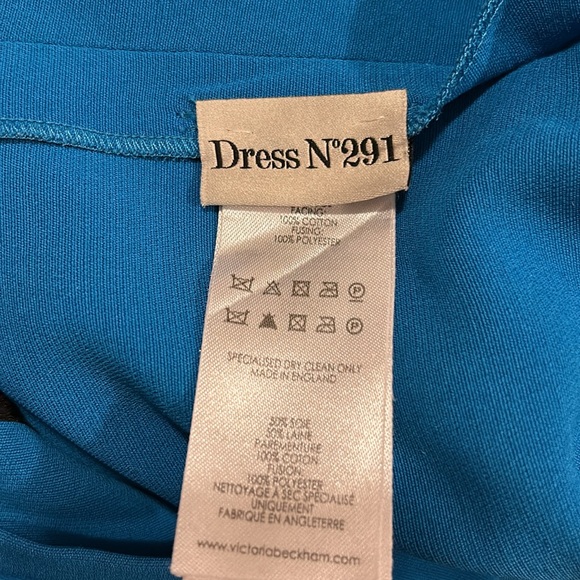 Dress Nº291
FACING:
100% COTTON
FUSING:
100% POLYESTER
SPECIALISED DRY CLEAN ONLY
MADE IN ENGLAND
50% SOIE
50% LAINE
PAREMENTURE
100% COTON
FUSION:
100% POLYESTER
NETTOYAGE À SEC SPÉCIALISÉ
UNIQUEMENT
FABRIQUÉ EN ANGLETERRE
www.victoriabeckham.com